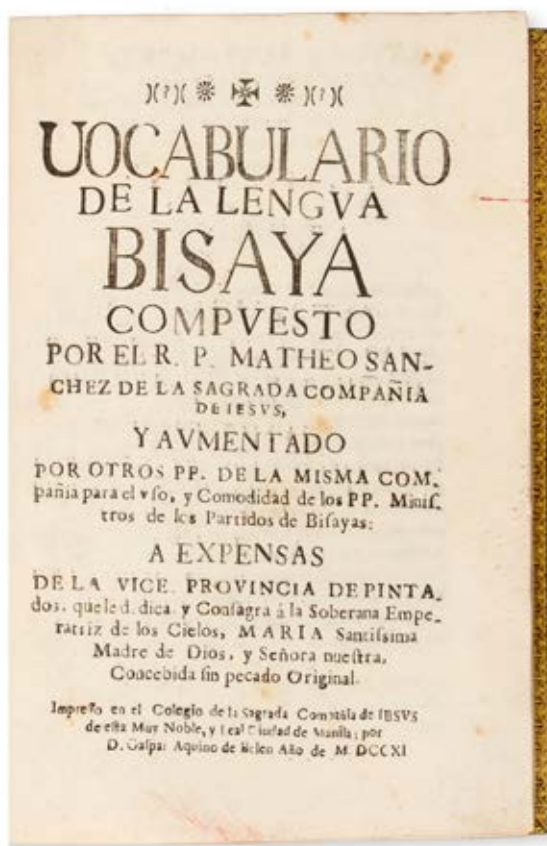 )(?)( ❋ ✠ ❋ )(?)(
UOCABULARIO
DE LA LENGVA
BISAYA
COMPVESTO
POR EL R. P. MATHEO SAN-
CHEZ DE LA SAGRADA COMPAÑIA
DE IESVS,
Y AVMENTADO
POR OTROS PP. DE LA MISMA COM-
pañia para el vſo, y Comodidad de los PP. Miniſ-
tros de los Partidos de Biſayas:
A EXPENSAS
DE LA VICE. PROVINCIA DE PINTA-
dos, que le dedica y Conſagra à la Soberana Empe-
ratriz de los Cielos, MARIA Santiſsima
Madre de Dios, y Señora nueſtra,
Concebida ſin pecado Original.
Impreſſo en el Colegio de la Sagrada Compañia de IESVS
de eſta Muy Noble, y Leal Ciudad de Manila; por
D. Gaſpar Aquino de Belen Año de M. DCCXI